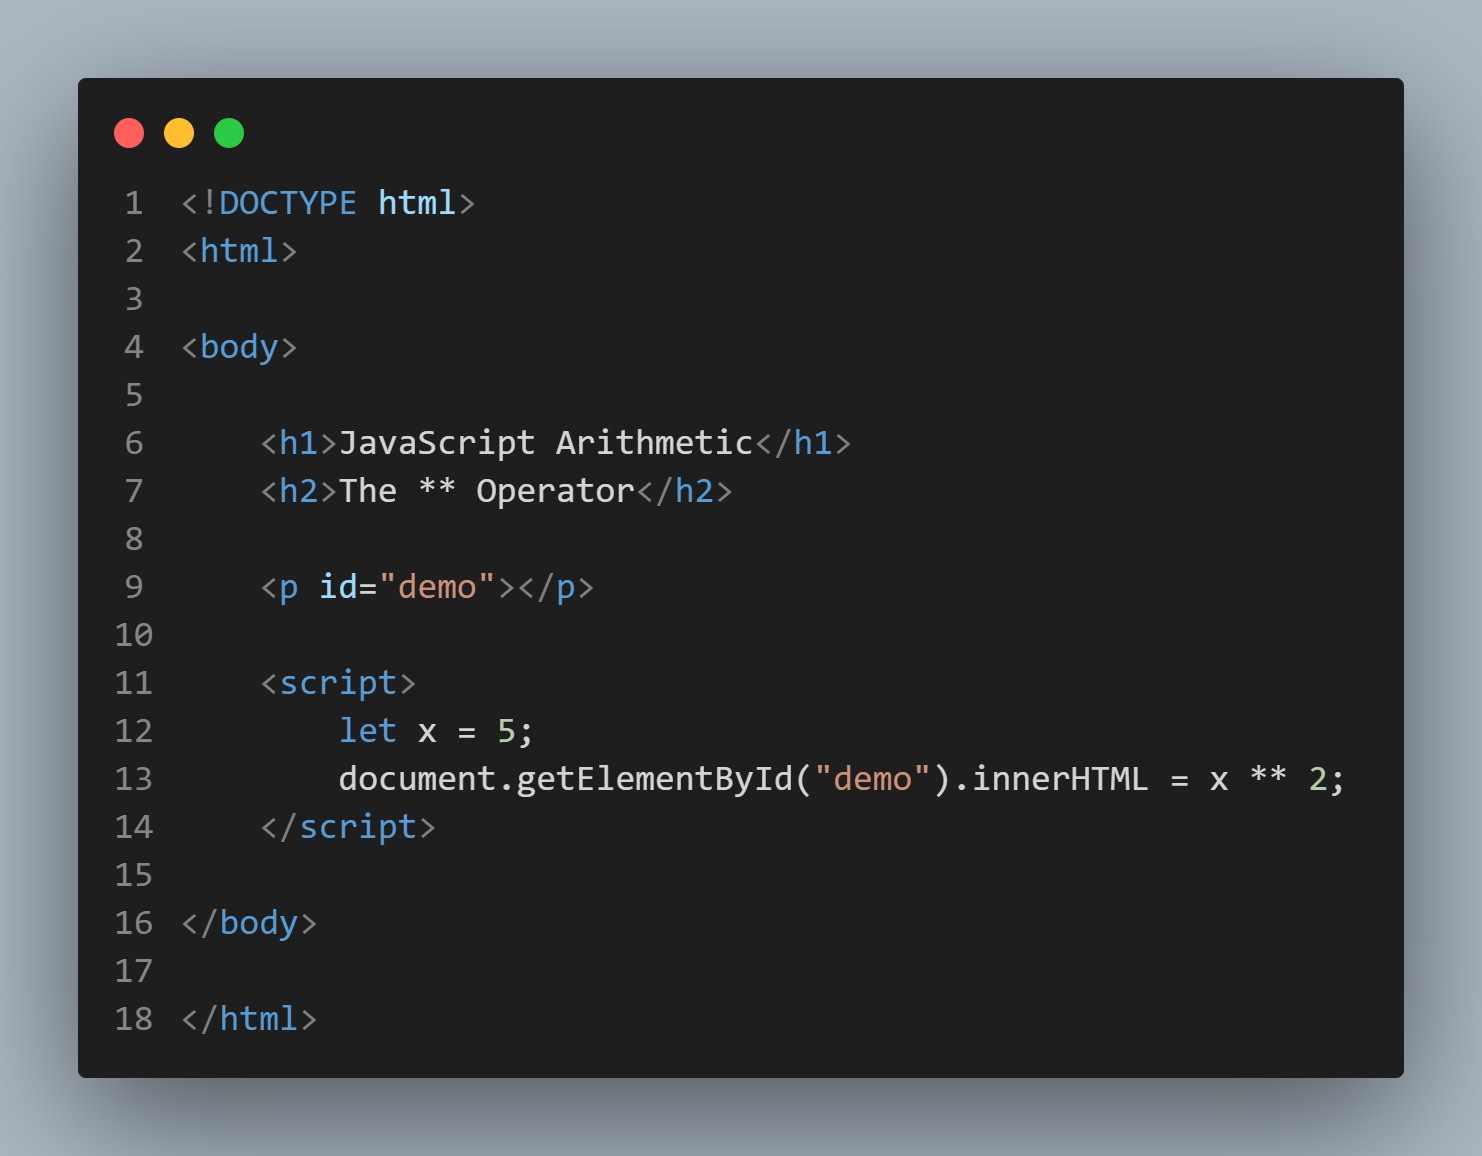 1 <!DOCTYPE html>
2 <html>
3
4 <body>
5
6     <h1>JavaScript Arithmetic</h1>
7     <h2>The ** Operator</h2>
8
9     <p id="demo"></p>
10
11     <script>
12         let x = 5;
13         document.getElementById("demo").innerHTML = x ** 2;
14     </script>
15
16 </body>
17
18 </html>